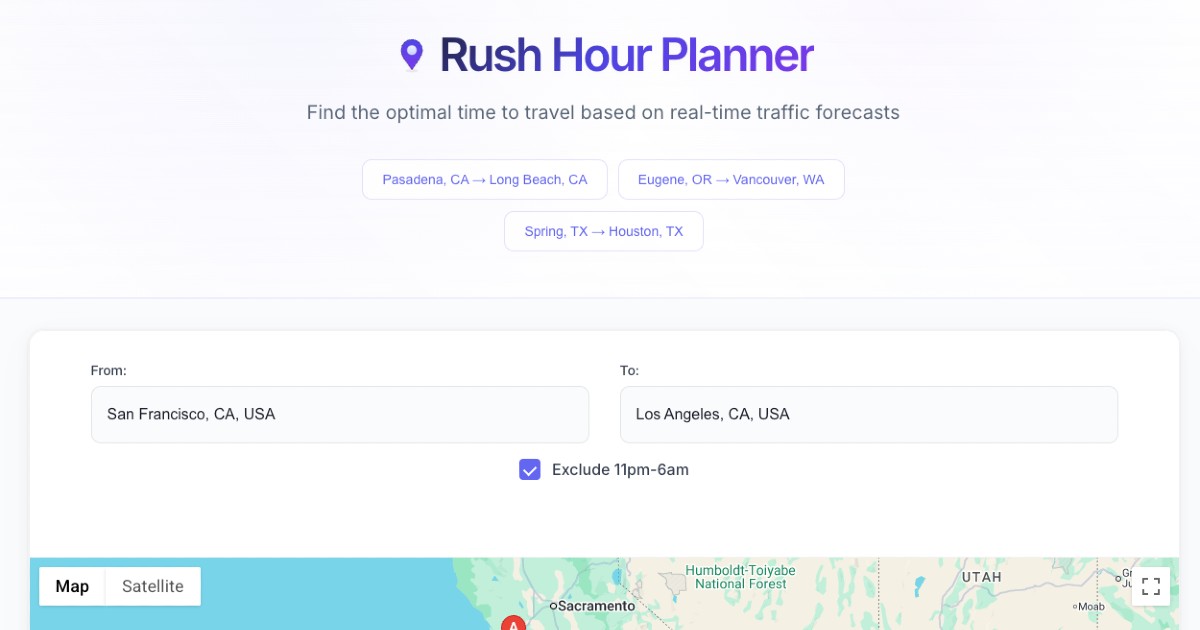 Rush Hour Planner
Find the optimal time to travel based on real-time traffic forecasts
Pasadena, CA → Long Beach, CA
Eugene, OR → Vancouver, WA
Spring, TX → Houston, TX
From:
To:
San Francisco, CA, USA
Los Angeles, CA, USA
Exclude 11pm-6am
Map
Satellite
Humboldt-Toiyabe
National Forest
UTAH
Sacramento
Moab
A